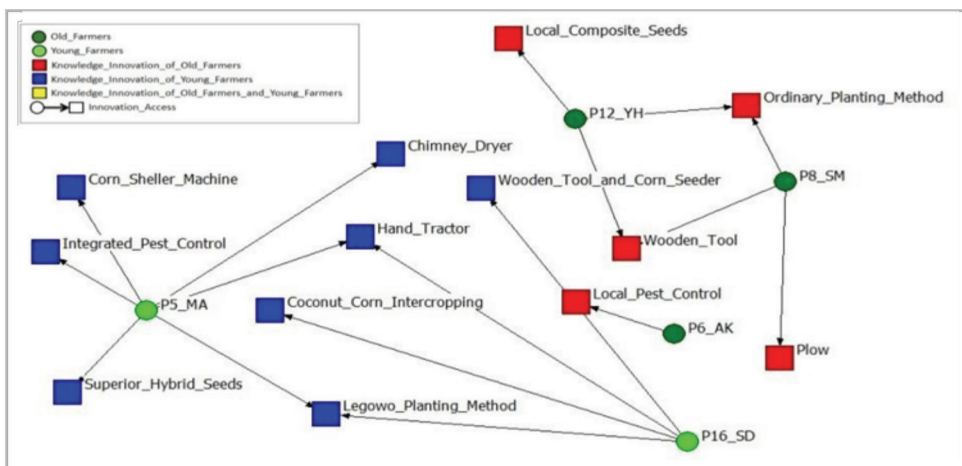 Old_Farmers
Young_Farmers
Knowledge_Innovation_of_Old_Farmers
Knowledge_Innovation_of_Young_Farmers
Knowledge_Innovation_of_Old_Farmers_and_Young_Farmers
Innovation_Access
Local_Composite_Seeds
Ordinary_Planting_Method
P12_YH
Chimney_Dryer
Corn_Sheller_Machine
Wooden_Tool_and_Corn_Seeder
P8_SM
Hand_Tractor
Integrated_Pest_Control
Wooden_Tool
Coconut_Corn_Intercropping
Local_Pest_Control
P5_MA
P6_AK
Plow
Superior_Hybrid_Seeds
Legowo_Planting_Method
P16_SD